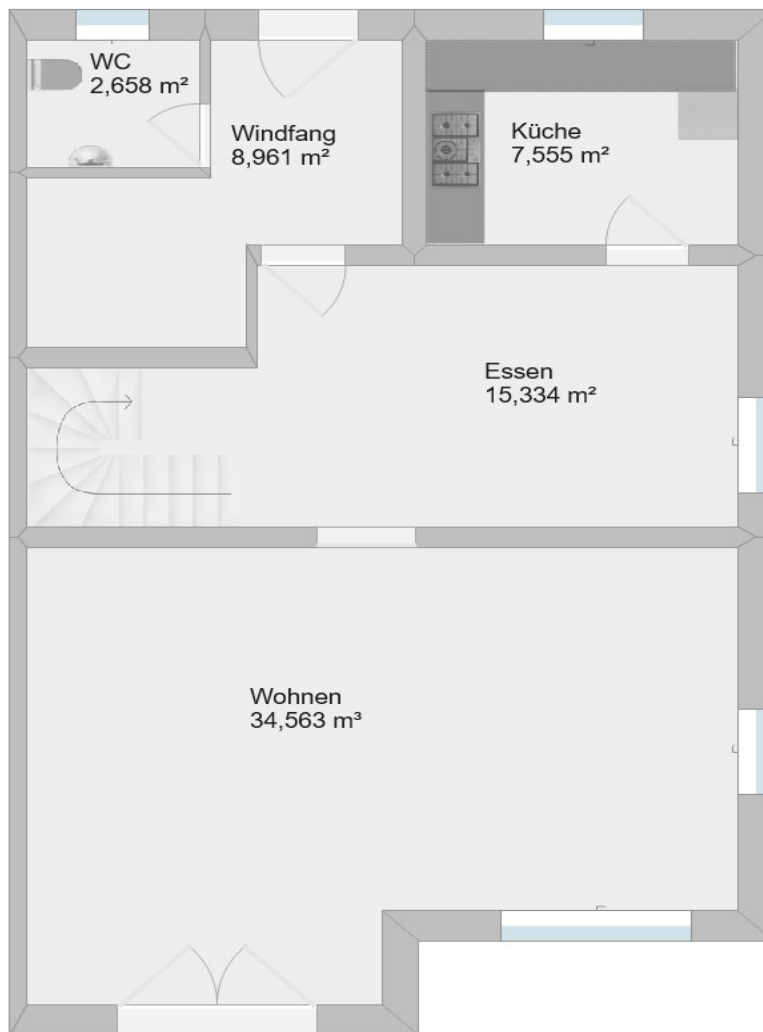 WC
2,658 m²
Windfang
8,961 m²
Küche
7,555 m²
Essen
15,334 m²
Wohnen
34,563 m²